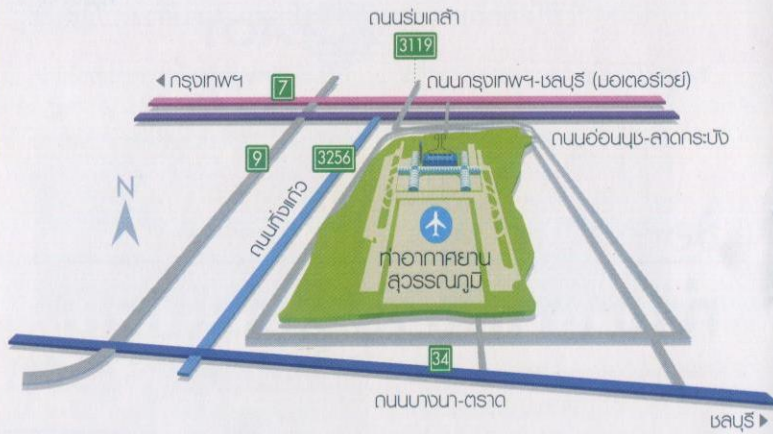 ถนนร่มเกล้า
3119
กรุงเทพฯ
7
ถนนกรุงเทพฯ-ชลบุรี (มอเตอร์เวย์)
ถนนอ่อนนุช-ลาดกระบัง
9
3256
N
ถนนกิ่งแก้ว
ท่าอากาศยาน
สุวรรณภูมิ
34
ถนนบางนา-ตราด
ชลบุรี